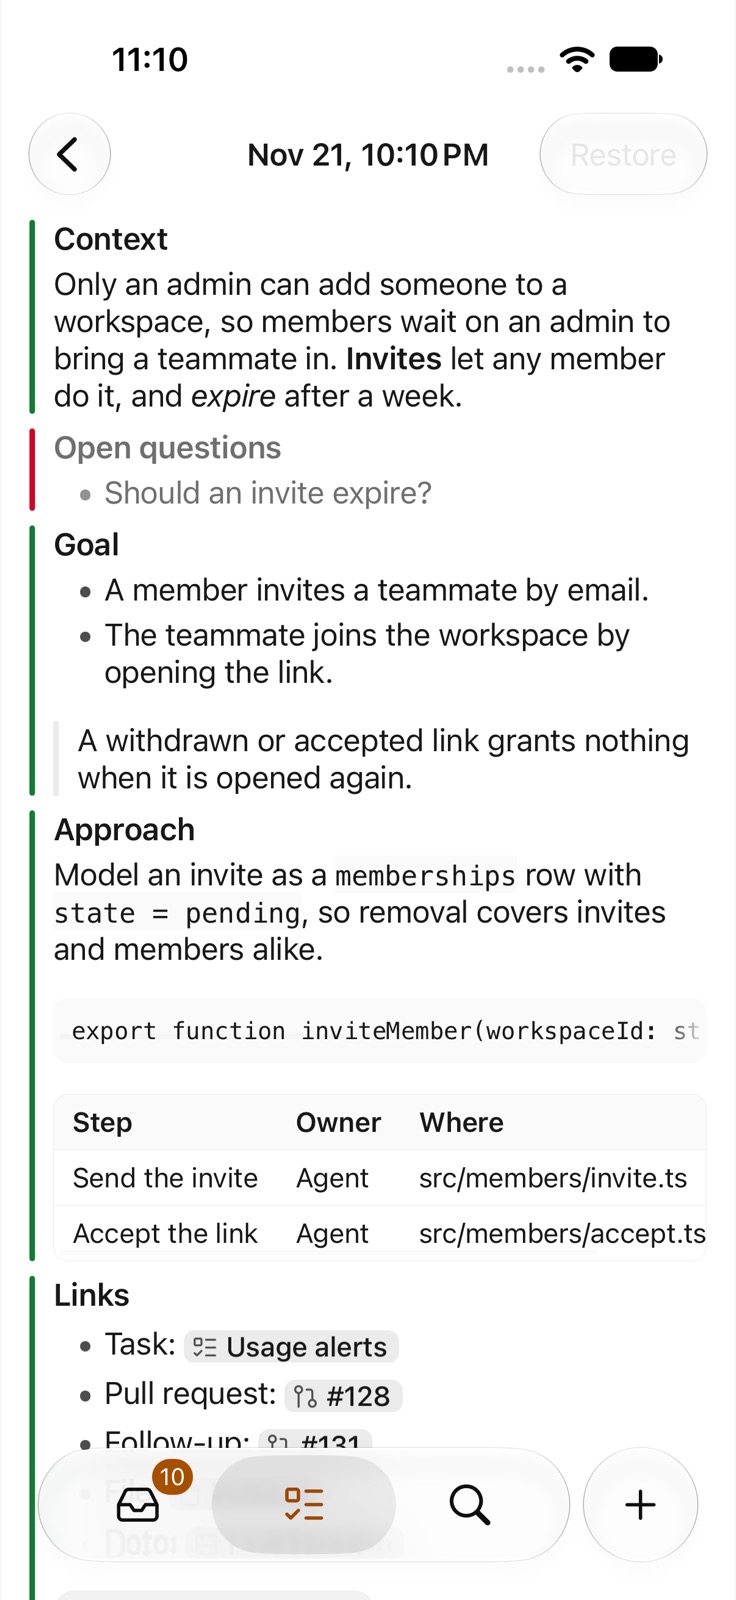 11:10
Nov 21, 10:10 PM
Restore
Context
Only an admin can add someone to a
workspace, so members wait on an admin to
bring a teammate in. Invites let any member
do it, and expire after a week.
Open questions
• Should an invite expire?
Goal
• A member invites a teammate by email.
• The teammate joins the workspace by
opening the link.
A withdrawn or accepted link grants nothing
when it is opened again.
Approach
Model an invite as a memberships row with
state = pending, so removal covers invites
and members alike.
export function inviteMember(workspaceId: st
Step Owner Where
Send the invite Agent src/members/invite.ts
Accept the link Agent src/members/accept.ts
Links
• Task: Usage alerts
• Pull request: #128
• Follow-up: #131
10